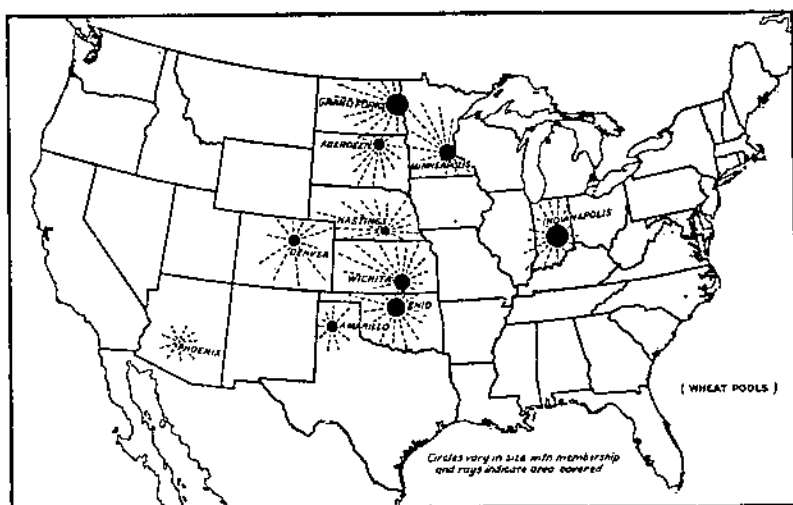 GRAND FORKS
ABERDEEN
MINNEAPOLIS
HASTINGS
INDIANAPOLIS
DENVER
WICHITA
ENID
AMARILLO
PHOENIX
( WHEAT POOLS )
Circles vary in size with membership
and rays indicate area covered